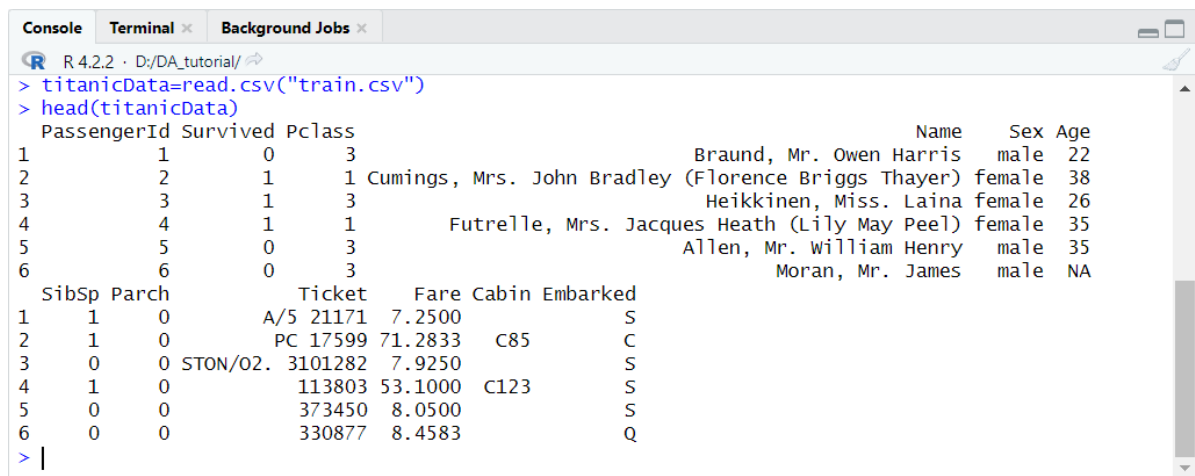 Console Terminal × Background Jobs ×
R R 4.2.2 · D:/DA_tutorial/
> titanicData=read.csv("train.csv")
> head(titanicData)
  PassengerId Survived Pclass                                                Name    Sex Age
1           1        0      3                             Braund, Mr. Owen Harris   male  22
2           2        1      1 Cumings, Mrs. John Bradley (Florence Briggs Thayer) female  38
3           3        1      3                              Heikkinen, Miss. Laina female  26
4           4        1      1        Futrelle, Mrs. Jacques Heath (Lily May Peel) female  35
5           5        0      3                            Allen, Mr. William Henry   male  35
6           6        0      3                                    Moran, Mr. James   male  NA
  SibSp Parch           Ticket    Fare Cabin Embarked
1     1     0        A/5 21171  7.2500              S
2     1     0         PC 17599 71.2833   C85        C
3     0     0 STON/O2. 3101282  7.9250              S
4     1     0           113803 53.1000  C123        S
5     0     0           373450  8.0500              S
6     0     0           330877  8.4583              Q
>